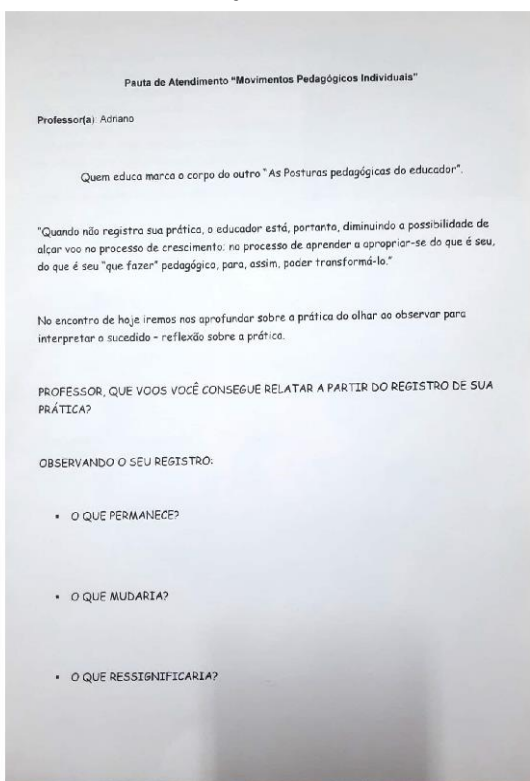 Pauta de Atendimento "Movimentos Pedagógicos Individuais"
Professor(a): Adriano
Quem educa marca o corpo do outro "As Posturas pedagógicas do educador".
"Quando não registra sua prática, o educador está, portanto, diminuindo a possibilidade de
alçar voo no processo de crescimento; no processo de aprender a apropriar-se do que é seu,
do que é seu "que fazer" pedagógico, para, assim, poder transformá-lo."
No encontro de hoje iremos nos aprofundar sobre a prática do olhar ao observar para
interpretar o sucedido - reflexão sobre a prática.
PROFESSOR, QUE VOOS VOCÊ CONSEGUE RELATAR A PARTIR DO REGISTRO DE SUA
PRÁTICA?
OBSERVANDO O SEU REGISTRO:
▪ O QUE PERMANECE?
▪ O QUE MUDARIA?
▪ O QUE RESSIGNIFICARIA?